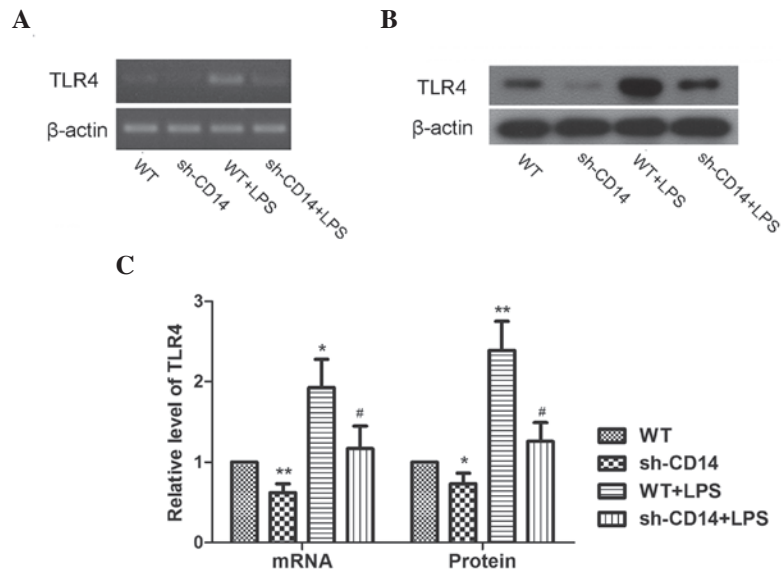 A
TLR4
β-actin
WT
sh-CD14
WT+LPS
sh-CD14+LPS
B
TLR4
β-actin
WT
sh-CD14
WT+LPS
sh-CD14+LPS
C
Relative level of TLR4
3
2
1
0
**
*
#
*
**
#
mRNA
Protein
WT
sh-CD14
WT+LPS
sh-CD14+LPS